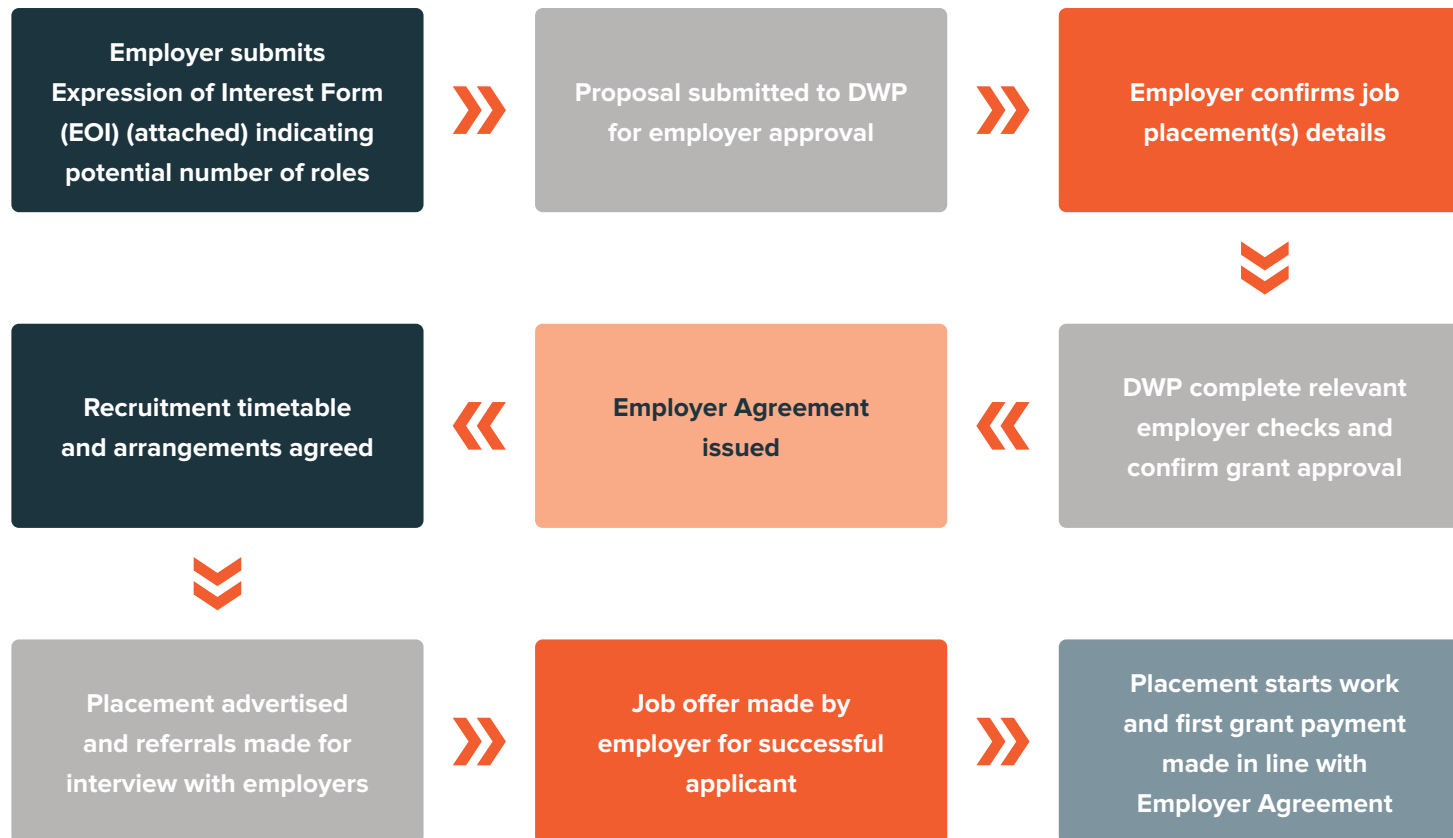 Employer submits
Expression of Interest Form
(EOI) (attached) indicating
potential number of roles
Proposal submitted to DWP
for employer approval
Employer confirms job
placement(s) details
DWP complete relevant
employer checks and
confirm grant approval
Employer Agreement
issued
Recruitment timetable
and arrangements agreed
Placement advertised
and referrals made for
interview with employers
Job offer made by
employer for successful
applicant
Placement starts work
and first grant payment
made in line with
Employer Agreement